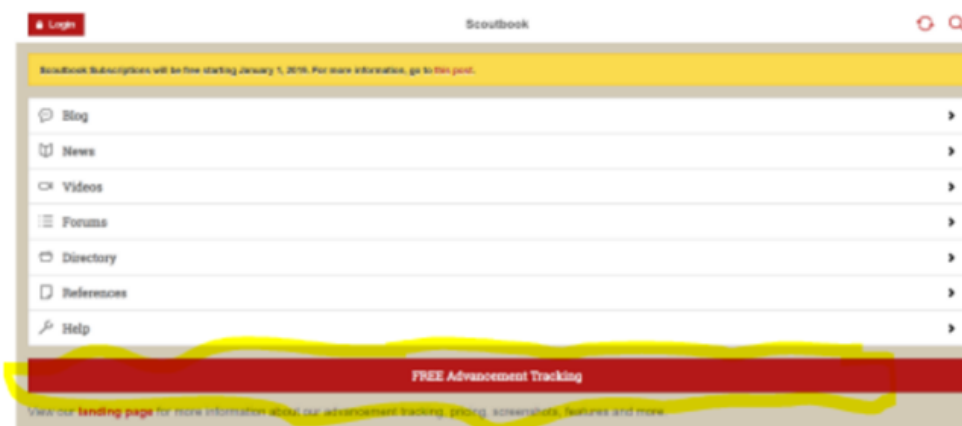 Login
Scoutbook
Scoutbook Subscriptions will be free starting January 1, 2019. For more information, go to this post.
Blog
News
Videos
Forums
Directory
References
Help
FREE Advancement Tracking
View our landing page for more information about our advancement tracking, pricing, screenshots, features and more.